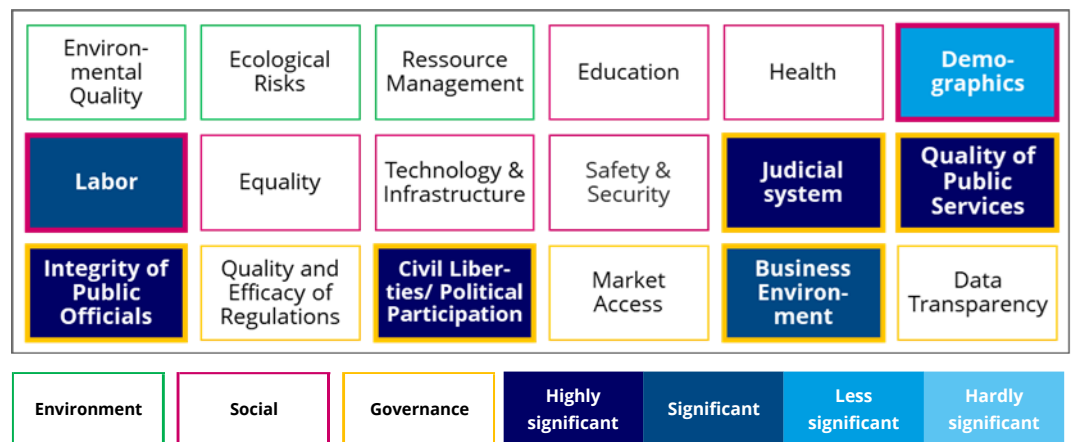 Environ-
mental
Quality
Ecological
Risks
Ressource
Management
Education
Health
Demo-
graphics
Labor
Equality
Technology &
Infrastructure
Safety &
Security
Judicial
system
Quality of
Public
Services
Integrity of
Public
Officials
Quality and
Efficacy of
Regulations
Civil Liber-
ties/ Political
Participation
Market
Access
Business
Environ-
ment
Data
Transparency
Environment
Social
Governance
Highly
significant
Significant
Less
significant
Hardly
significant